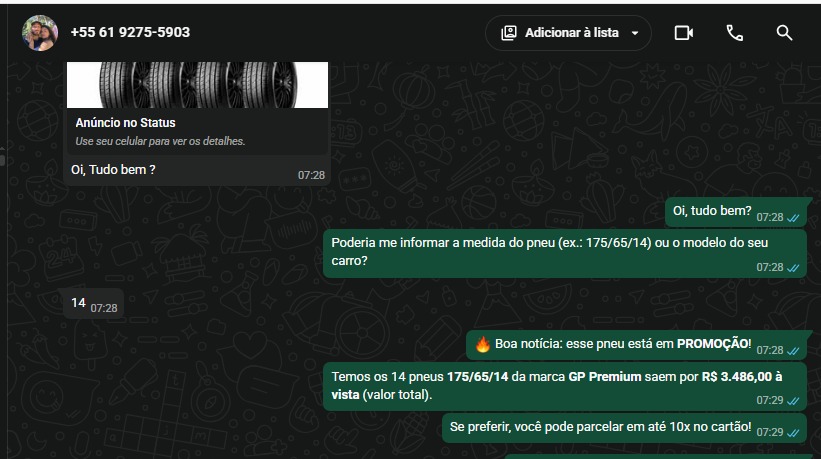 +55 61 9275-5903
Adicionar à lista
Anúncio no Status
Use seu celular para ver os detalhes.
Oi, Tudo bem ?
07:28
Oi, tudo bem? 07:28
Poderia me informar a medida do pneu (ex.: 175/65/14) ou o modelo do seu
carro?
07:28
14 07:28
🔥 Boa notícia: esse pneu está em PROMOÇÃO! 07:28
Temos os 14 pneus 175/65/14 da marca GP Premium saem por R$ 3.486,00 à
vista (valor total).
07:29
Se preferir, você pode parcelar em até 10x no cartão! 07:29